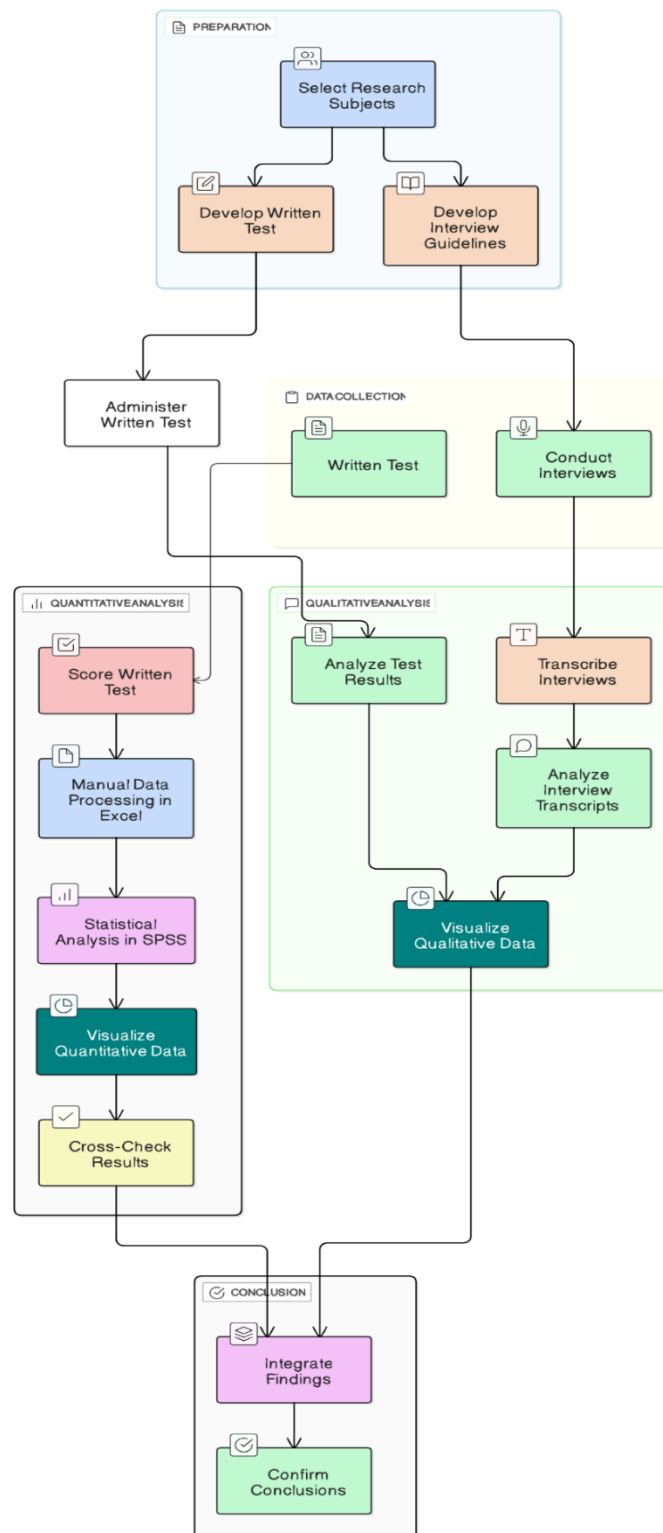 PREPARATION
Select Research
Subjects
Develop Written
Test
Develop
Interview
Guidelines
Administer
Written Test
DATACOLLECTION
Written Test
Conduct
Interviews
QUANTITATIVEANALYSIS
QUALITATIVEANALYSIS
Score Written
Test
Analyze Test
Results
Transcribe
Interviews
Manual Data
Processing in
Excel
Analyze
Interview
Transcripts
Statistical
Analysis in SPSS
Visualize
Qualitative Data
Visualize
Quantitative Data
Cross-Check
Results
CONCLUSION
Integrate
Findings
Confirm
Conclusions